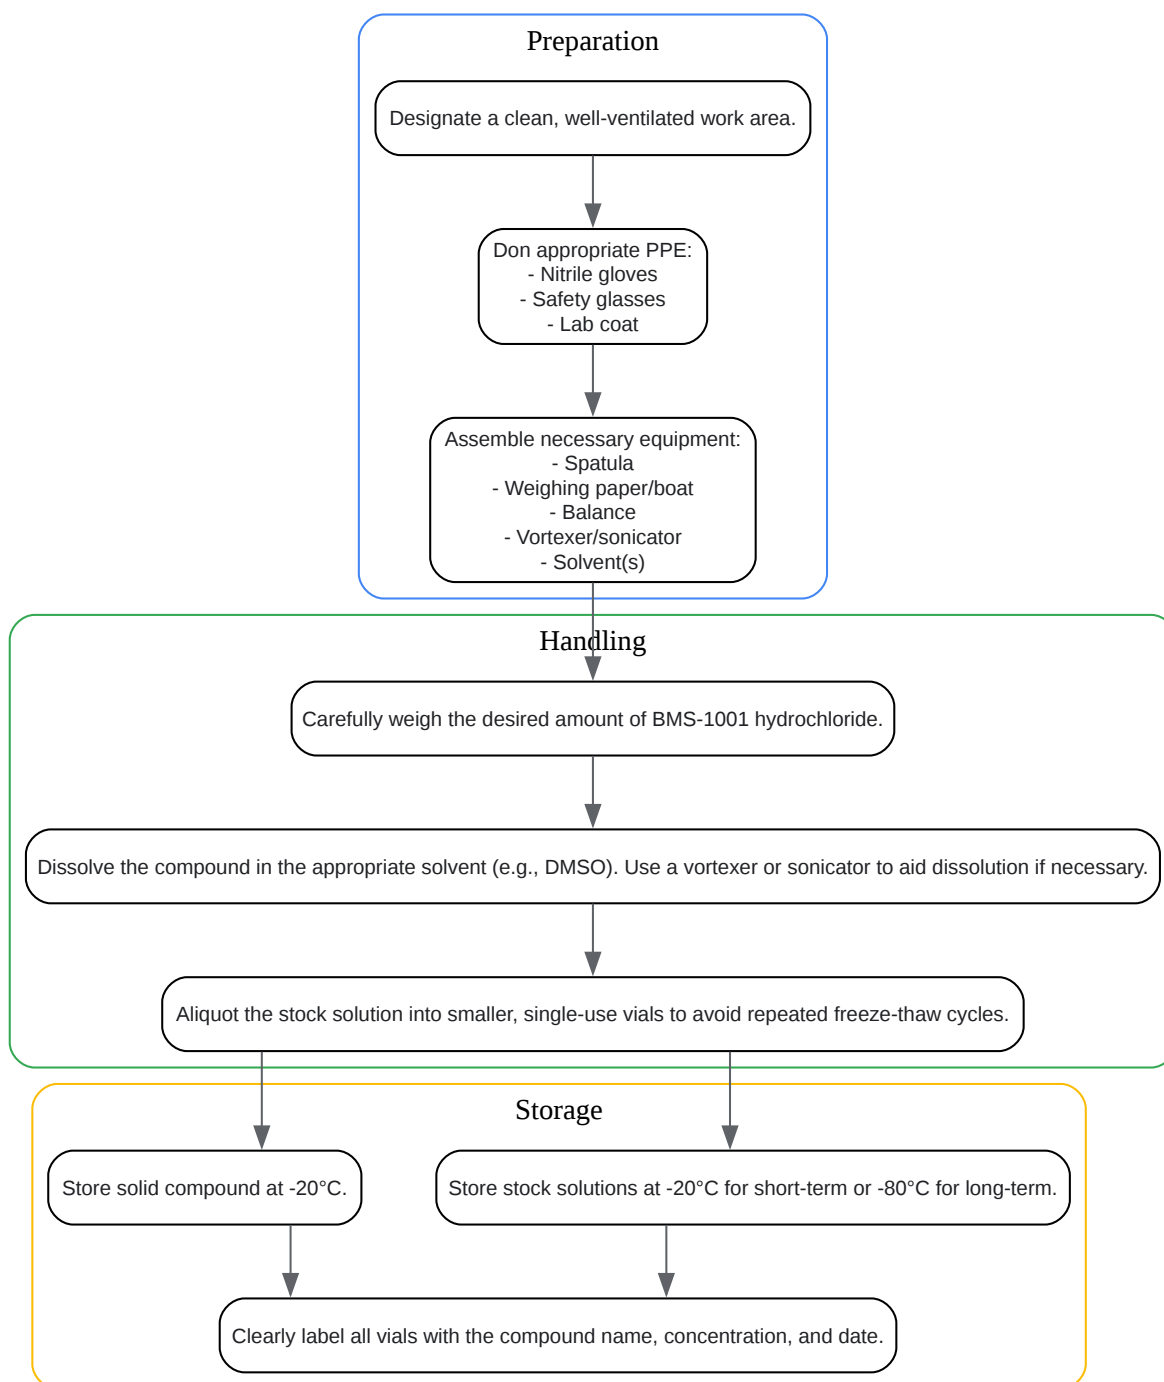 Preparation
Designate a clean, well-ventilated work area.
Don appropriate PPE:
- Nitrile gloves
- Safety glasses
- Lab coat
Assemble necessary equipment:
- Spatula
- Weighing paper/boat
- Balance
- Vortexer/sonicator
- Solvent(s)
Handling
Carefully weigh the desired amount of BMS-1001 hydrochloride.
Dissolve the compound in the appropriate solvent (e.g., DMSO). Use a vortexer or sonicator to aid dissolution if necessary.
Aliquot the stock solution into smaller, single-use vials to avoid repeated freeze-thaw cycles.
Storage
Store solid compound at -20°C.
Store stock solutions at -20°C for short-term or -80°C for long-term.
Clearly label all vials with the compound name, concentration, and date.